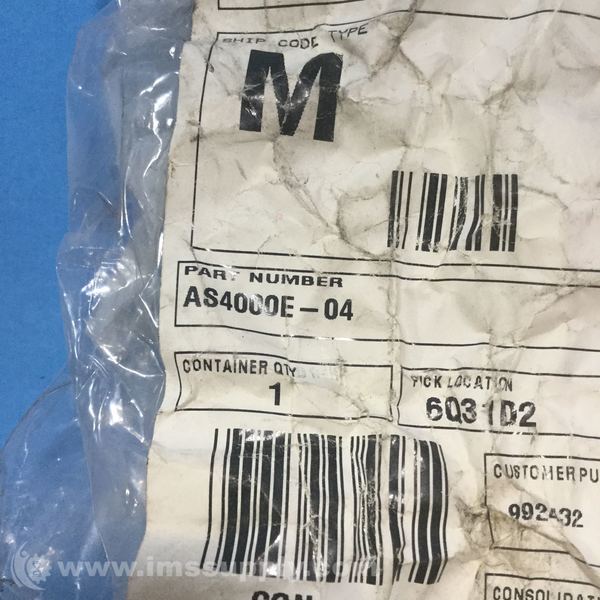 SHIP CODE TYPE
M
PART NUMBER
AS4000E-04
CONTAINER QTY
1
PICK LOCATION
6Q31D2
CUSTOMER PU
992432
www.imssupply.com
CONSOLIDAT